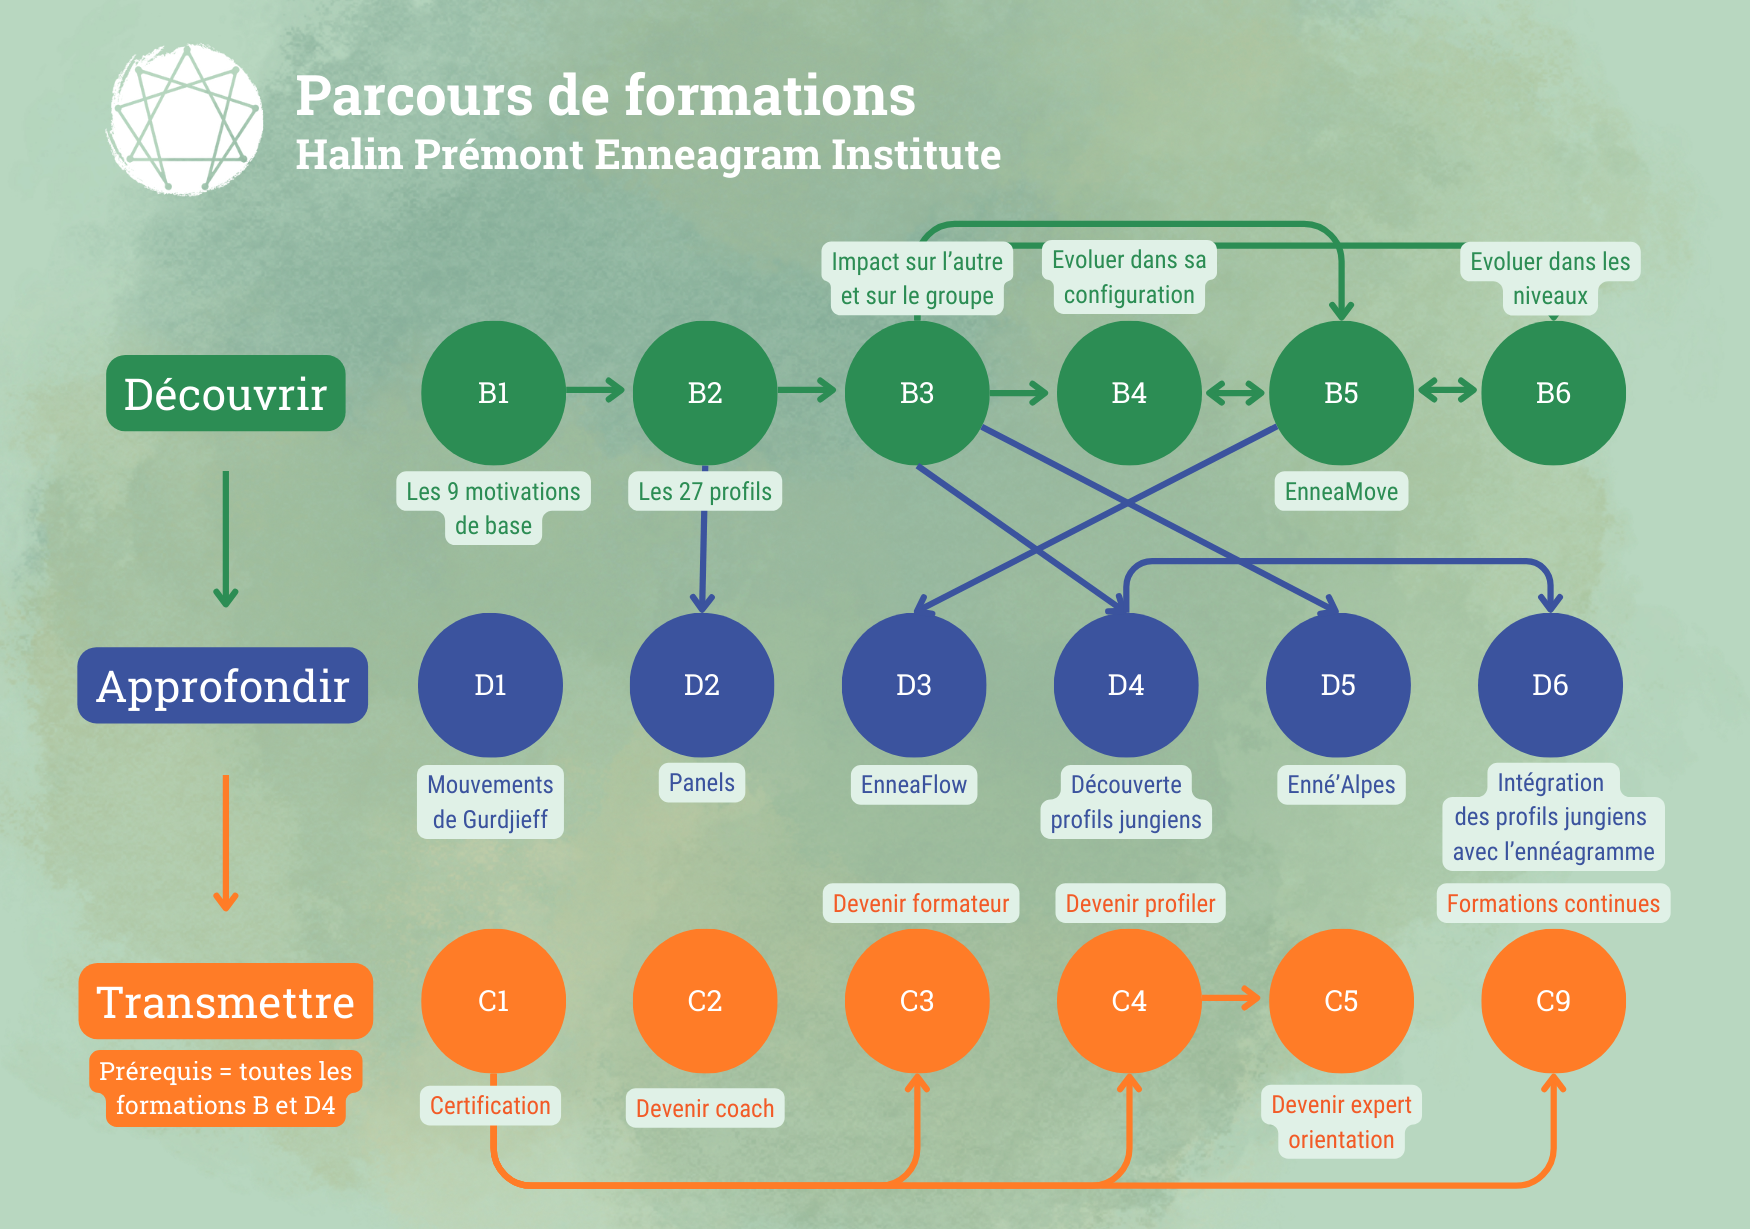 Parcours de formations
Halin Prémont Enneagram Institute
Impact sur l’autre
et sur le groupe
Evoluer dans sa
configuration
Evoluer dans les
niveaux
Découvrir
B1
B2
B3
B4
B5
B6
Les 9 motivations
de base
Les 27 profils
EnneaMove
Approfondir
D1
D2
D3
D4
D5
D6
Mouvements
de Gurdjieff
Panels
EnneaFlow
Découverte
profils jungiens
Enné’Alpes
Intégration
des profils jungiens
avec l’ennéagramme
Devenir formateur
Devenir profiler
Formations continues
Transmettre
Prérequis = toutes les
formations B et D4
C1
C2
C3
C4
C5
C9
Certification
Devenir coach
Devenir expert
orientation